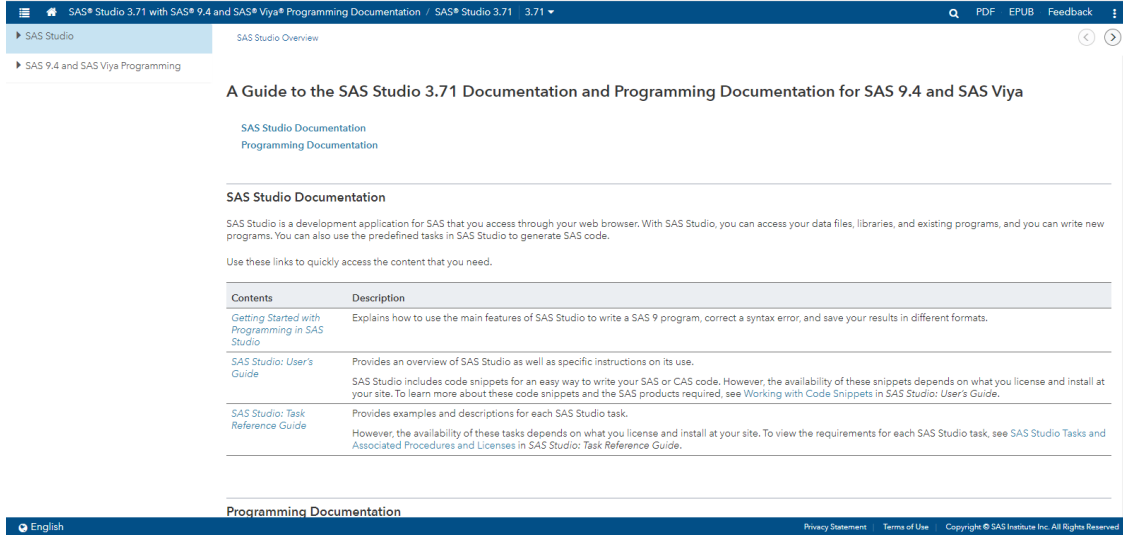 SAS® Studio 3.71 with SAS® 9.4 and SAS® Viya® Programming Documentation / SAS® Studio 3.71 3.71
PDF EPUB Feedback
SAS Studio
SAS 9.4 and SAS Viya Programming
SAS Studio Overview
A Guide to the SAS Studio 3.71 Documentation and Programming Documentation for SAS 9.4 and SAS Viya
SAS Studio Documentation
Programming Documentation
SAS Studio Documentation
SAS Studio is a development application for SAS that you access through your web browser. With SAS Studio, you can access your data files, libraries, and existing programs, and you can write new
programs. You can also use the predefined tasks in SAS Studio to generate SAS code.
Use these links to quickly access the content that you need.
Contents Description
Getting Started with
Programming in SAS
Studio
Explains how to use the main features of SAS Studio to write a SAS 9 program, correct a syntax error, and save your results in different formats.
SAS Studio: User's
Guide
Provides an overview of SAS Studio as well as specific instructions on its use.
SAS Studio includes code snippets for an easy way to write your SAS or CAS code. However, the availability of these snippets depends on what you license and install at
your site. To learn more about these code snippets and the SAS products required, see Working with Code Snippets in SAS Studio: User's Guide.
SAS Studio: Task
Reference Guide
Provides examples and descriptions for each SAS Studio task.
However, the availability of these tasks depends on what you license and install at your site. To view the requirements for each SAS Studio task, see SAS Studio Tasks and
Associated Procedures and Licenses in SAS Studio: Task Reference Guide.
Programming Documentation
English
Privacy Statement | Terms of Use | Copyright © SAS Institute Inc. All Rights Reserved